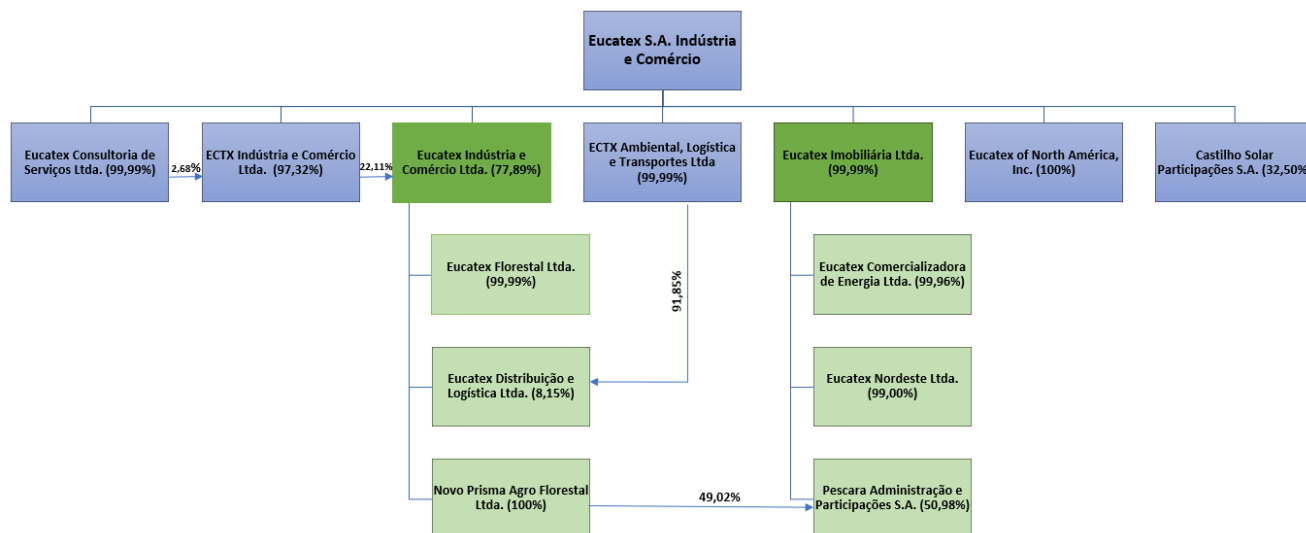 Eucatex S.A. Indústria
e Comércio
Eucatex Consultoria de
Serviços Ltda. (99,99%)
2,68%
ECTX Indústria e Comércio
Ltda. (97,32%)
22,11%
Eucatex Indústria e
Comércio Ltda. (77,89%)
ECTX Ambiental, Logística
e Transportes Ltda
(99,99%)
Eucatex Imobiliária Ltda.
(99,99%)
Eucatex of North América,
Inc. (100%)
Castilho Solar
Participações S.A. (32,50%
Eucatex Florestal Ltda.
(99,99%)
91,85%
Eucatex Comercializadora
de Energia Ltda. (99,96%)
Eucatex Distribuição e
Logística Ltda. (8,15%)
Eucatex Nordeste Ltda.
(99,00%)
Novo Prisma Agro Florestal
Ltda. (100%)
49,02%
Pescara Administração e
Participações S.A. (50,98%)